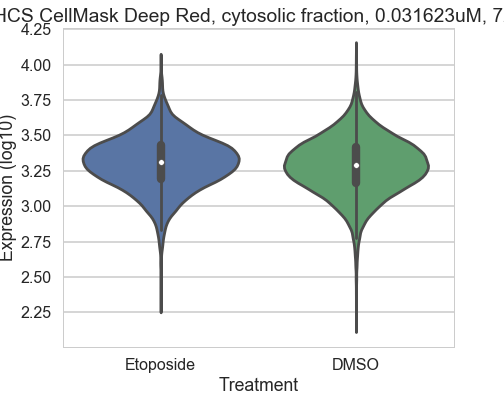 HCS CellMask Deep Red, cytosolic fraction, 0.031623uM, 7
4.25
4.00
3.75
3.50
3.25
3.00
2.75
2.50
2.25
Expression (log10)
Etoposide DMSO
Treatment